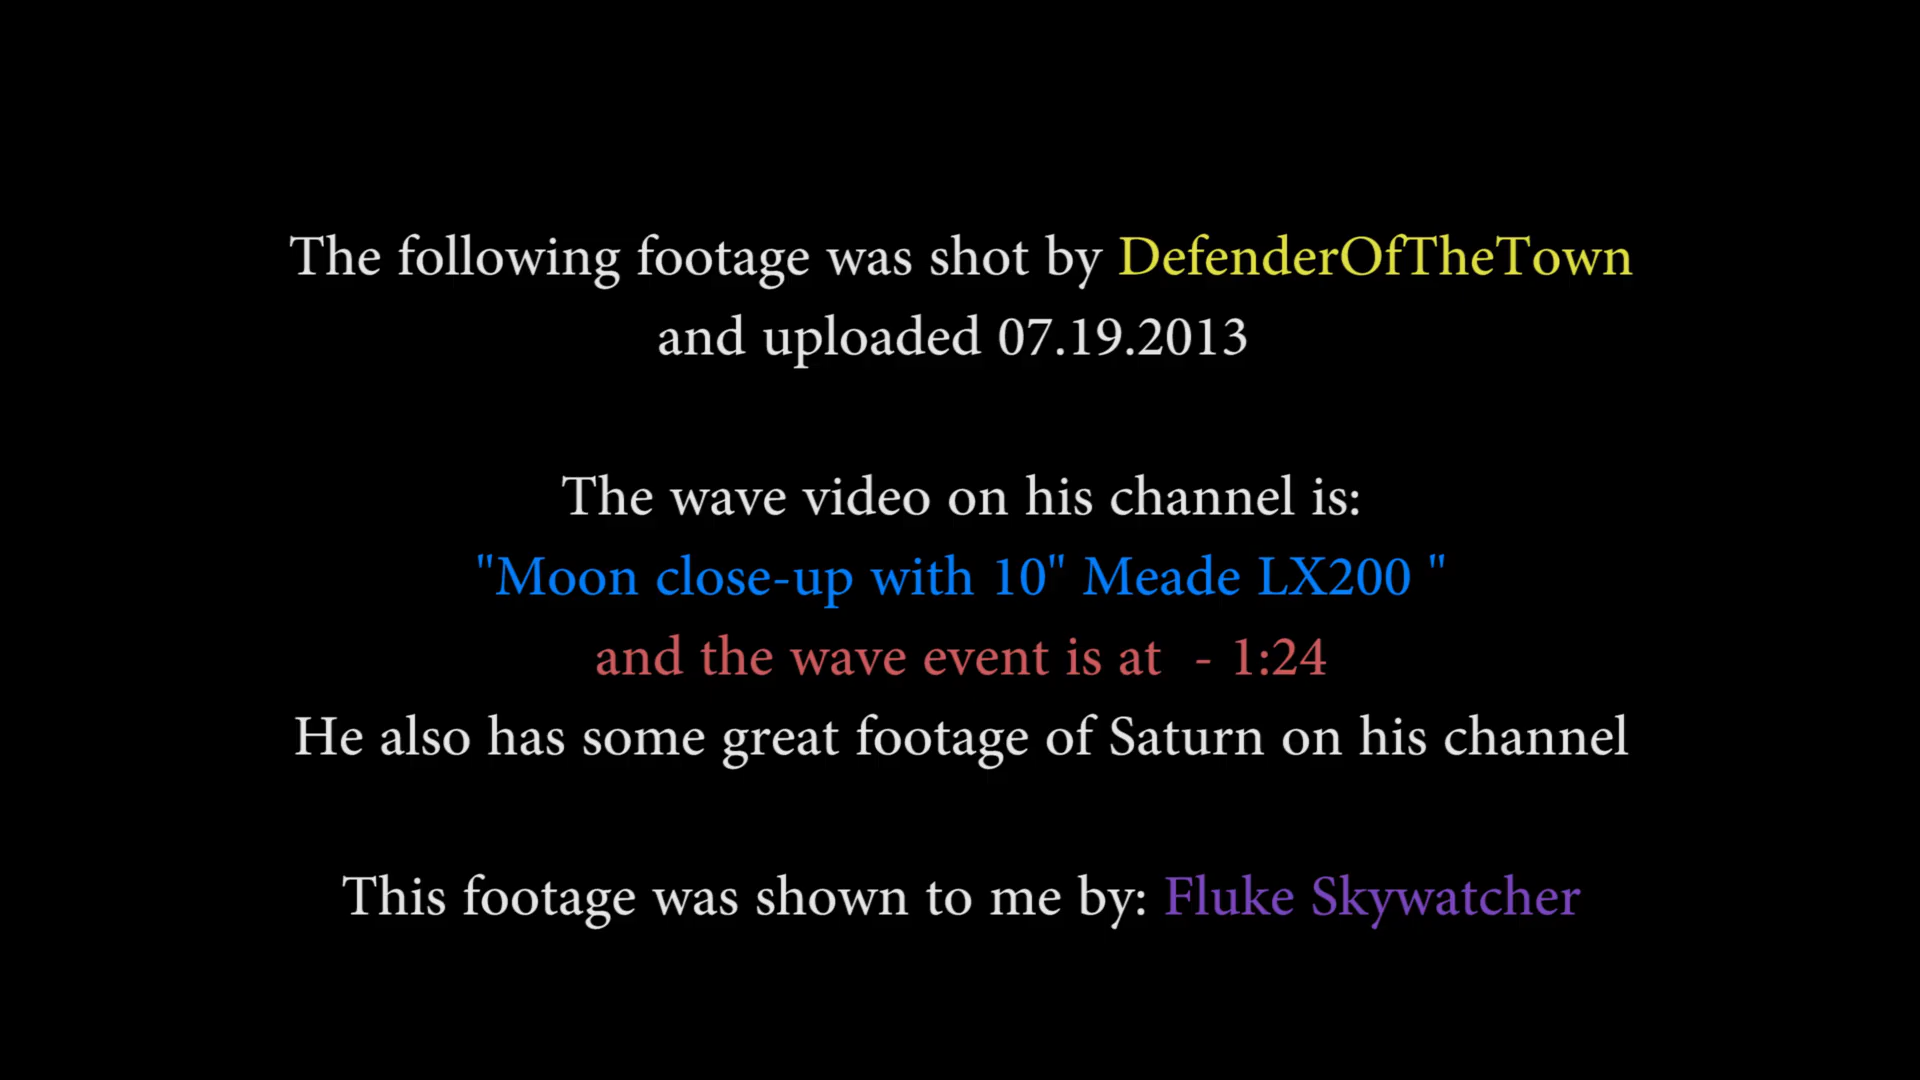 The following footage was shot by DefenderOfTheTown
and uploaded 07.19.2013
The wave video on his channel is:
"Moon close-up with 10" Meade LX200 "
and the wave event is at  - 1:24
He also has some great footage of Saturn on his channel
This footage was shown to me by: Fluke Skywatcher